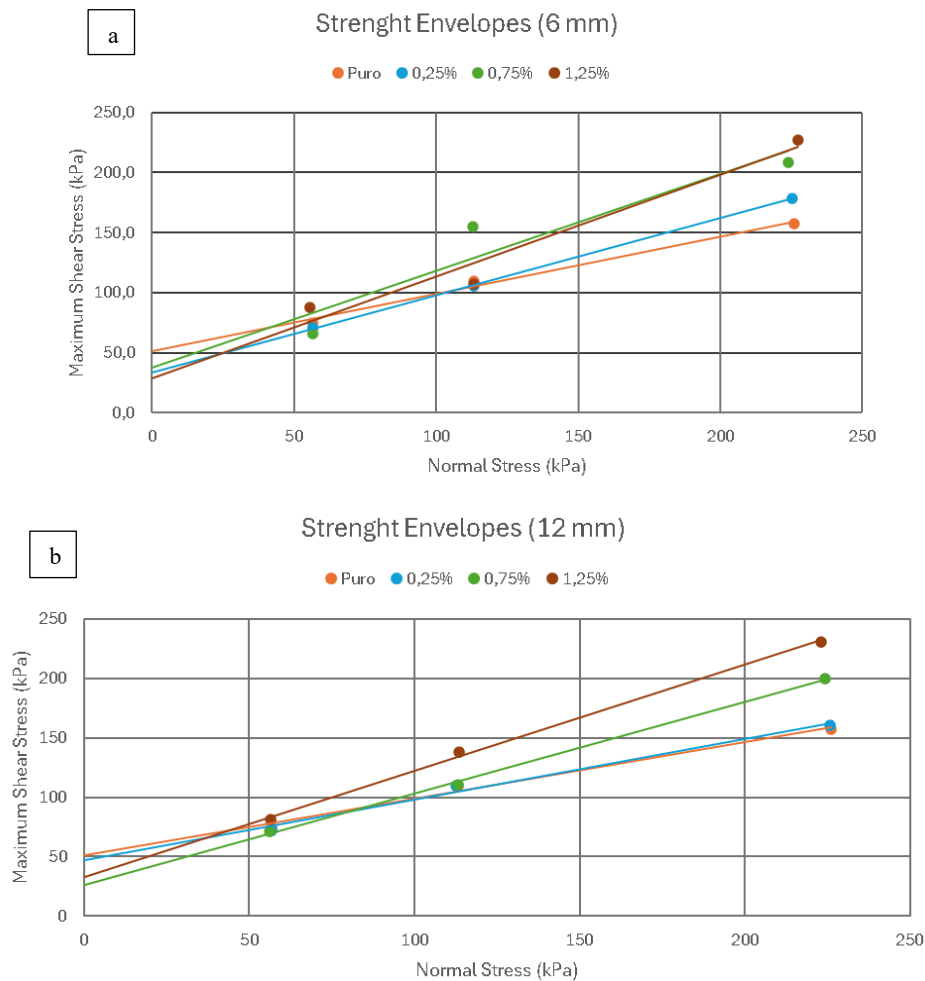 a
Strenght Envelopes (6 mm)
Puro 0,25% 0,75% 1,25%
250,0
200,0
150,0
100,0
50,0
0,0
Maximum Shear Stress (kPa)
0 50 100 150 200 250
Normal Stress (kPa)
b
Strenght Envelopes (12 mm)
Puro 0,25% 0,75% 1,25%
250
200
150
100
50
0
Maximum Shear Stress (kPa)
0 50 100 150 200 250
Normal Stress (kPa)